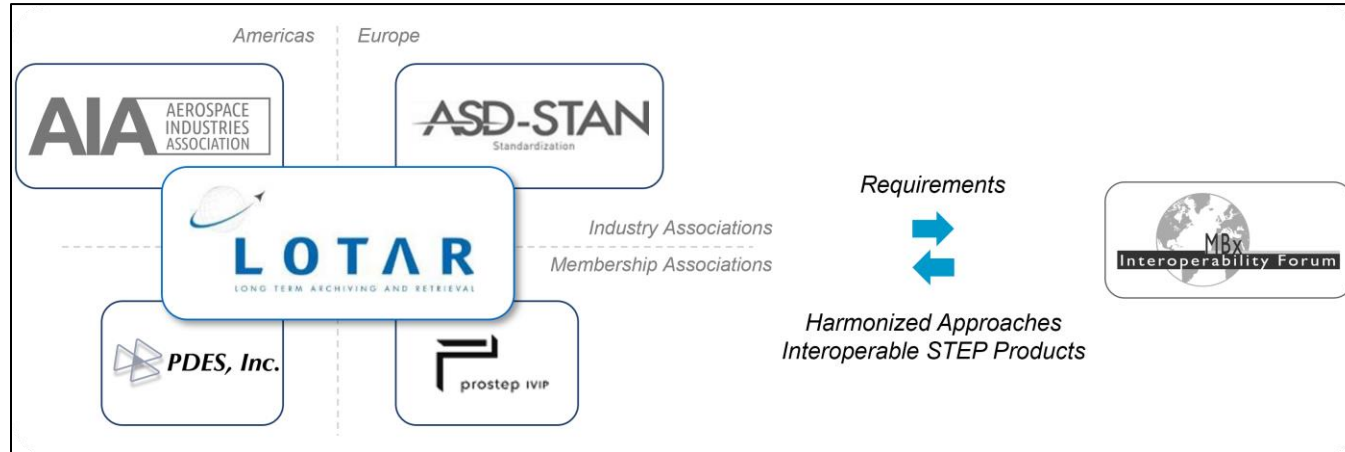 Americas
Europe
AIA
AEROSPACE
INDUSTRIES
ASSOCIATION
ASD-STAN
Standardization
LOTAR
LONG TERM ARCHIVING AND RETRIEVAL
Industry Associations
Membership Associations
PDES, Inc.
prostep IVIP
Requirements
Harmonized Approaches
Interoperable STEP Products
MBx
Interoperability Forum